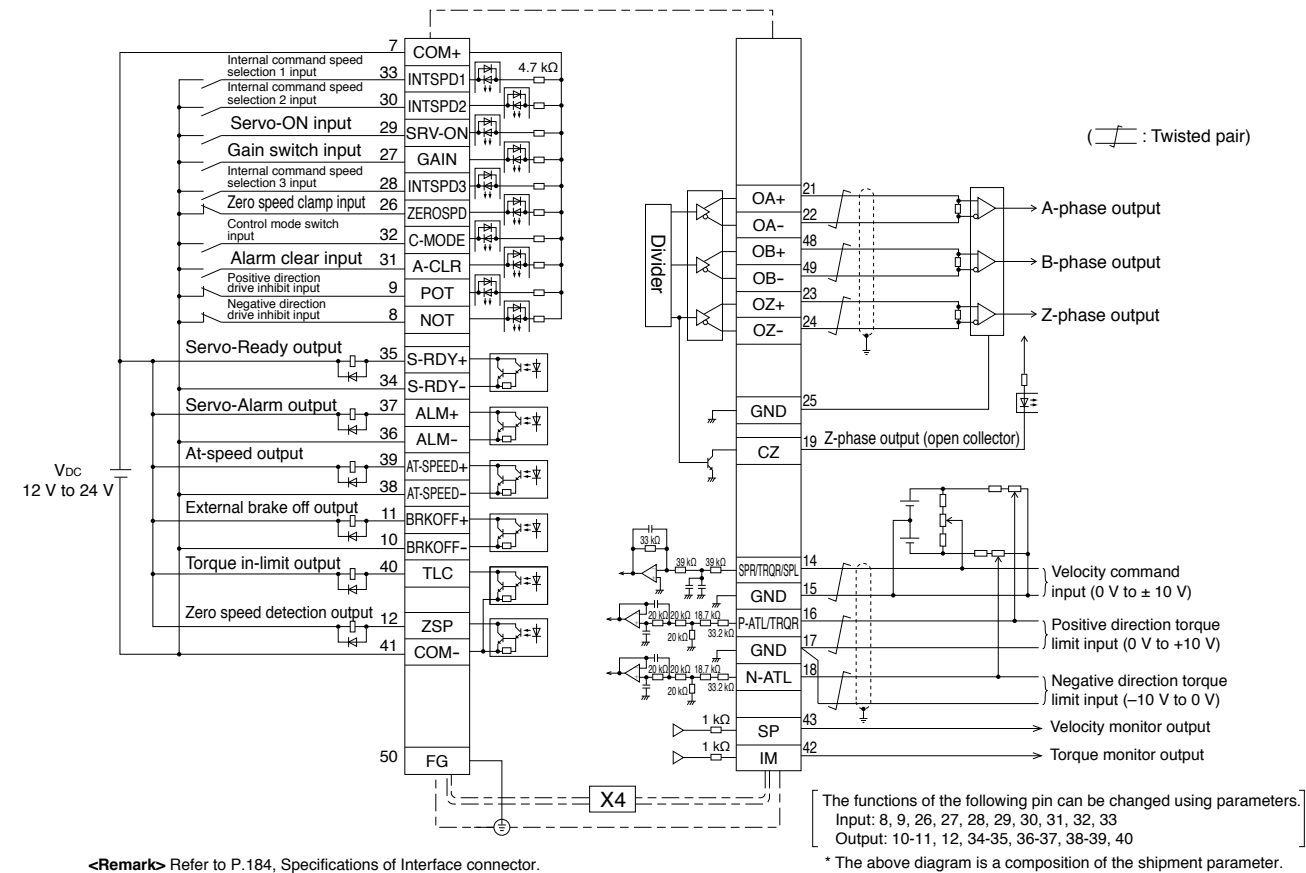 7 COM+
Internal command speed
selection 1 input 33 INTSPD1 4.7 kΩ
Internal command speed
selection 2 input 30 INTSPD2
Servo-ON input 29 SRV-ON
Gain switch input 27 GAIN
Internal command speed
selection 3 input 28 INTSPD3
Zero speed clamp input 26 ZEROSPD
Control mode switch
input 32 C-MODE
Alarm clear input 31 A-CLR
Positive direction
drive inhibit input 9 POT
Negative direction
drive inhibit input 8 NOT
Servo-Ready output 35 S-RDY+
34 S-RDY–
Servo-Alarm output 37 ALM+
36 ALM–
At-speed output 39 AT-SPEED+
38 AT-SPEED–
VDC
12 V to 24 V
External brake off output 11 BRKOFF+
10 BRKOFF–
Torque in-limit output 40 TLC
Zero speed detection output 12 ZSP
41 COM–
50 FG
X4
( : Twisted pair)
Divider
OA+ 21
OA– 22
A-phase output
OB+ 48
OB– 49
B-phase output
OZ+ 23
OZ– 24
Z-phase output
GND 25
CZ 19 Z-phase output (open collector)
33 kΩ
39 kΩ 39 kΩ
SPR/TRQR/SPL 14
GND 15
Velocity command
input (0 V to ± 10 V)
20 kΩ 20 kΩ 18.7 kΩ
20 kΩ 33.2 kΩ
P-ATL/TRQR 16
GND 17
Positive direction torque
limit input (0 V to +10 V)
20 kΩ 20 kΩ 18.7 kΩ
20 kΩ 33.2 kΩ
N-ATL 18
Negative direction torque
limit input (–10 V to 0 V)
1 kΩ SP 43 Velocity monitor output
1 kΩ IM 42 Torque monitor output
The functions of the following pin can be changed using parameters.
Input: 8, 9, 26, 27, 28, 29, 30, 31, 32, 33
Output: 10-11, 12, 34-35, 36-37, 38-39, 40
* The above diagram is a composition of the shipment parameter.
<Remark> Refer to P.184, Specifications of Interface connector.